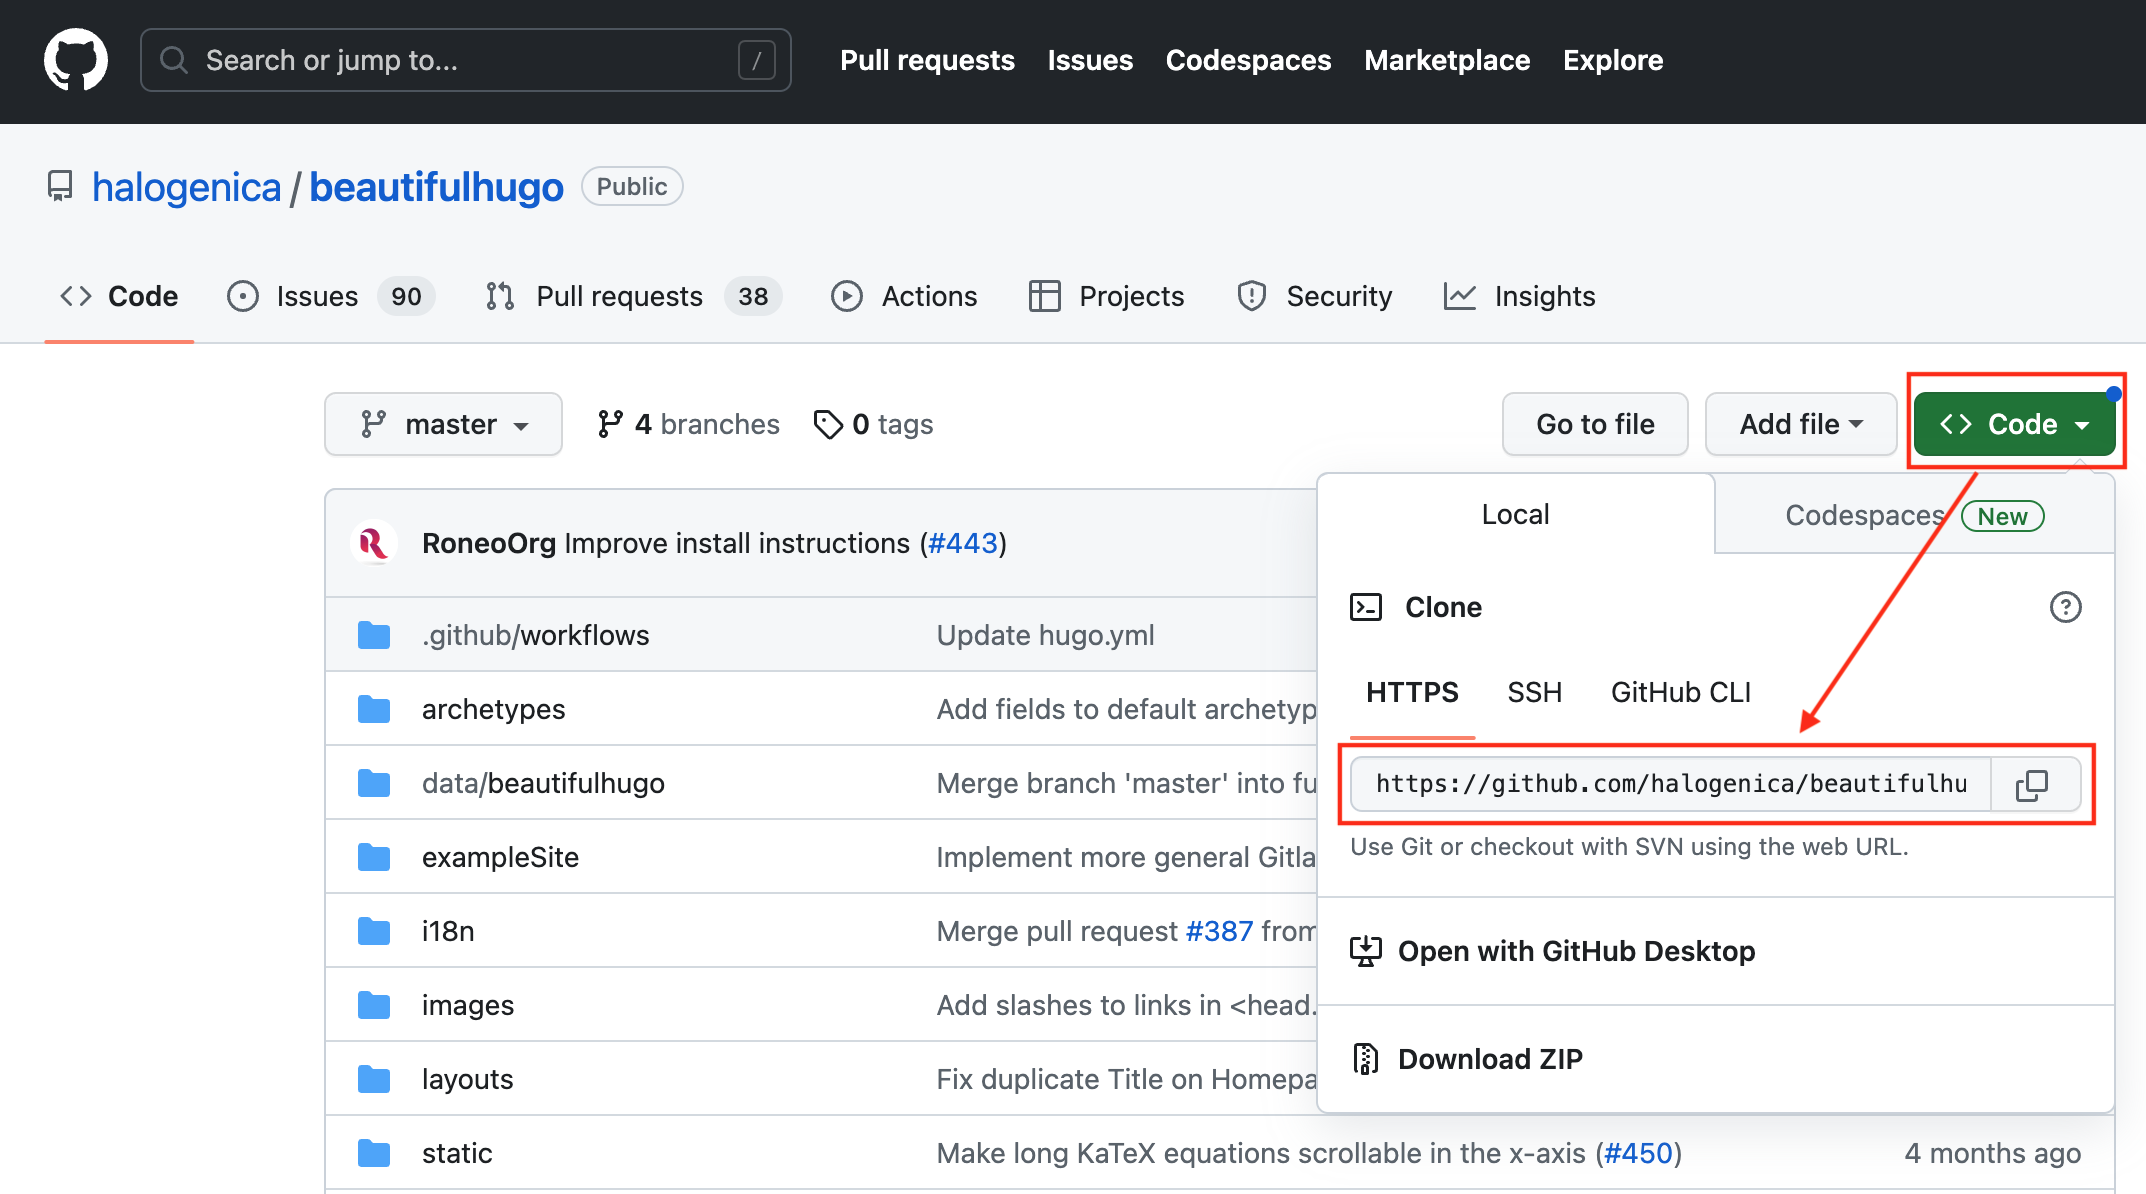 Search or jump to... /
Pull requests Issues Codespaces Marketplace Explore
halogenica / beautifulhugo Public
Code Issues 90 Pull requests 38 Actions Projects Security Insights
master 4 branches 0 tags Go to file Add file Code
RoneoOrg Improve install instructions (#443)
.github/workflows Update hugo.yml
archetypes Add fields to default archetyp
data/beautifulhugo Merge branch 'master' into fu
exampleSite Implement more general Gitla
i18n Merge pull request #387 from
images Add slashes to links in <head.
layouts Fix duplicate Title on Homepa
static Make long KaTeX equations scrollable in the x-axis (#450) 4 months ago
Local Codespaces New
Clone
HTTPS SSH GitHub CLI
https://github.com/halogenica/beautifulhu
Use Git or checkout with SVN using the web URL.
Open with GitHub Desktop
Download ZIP